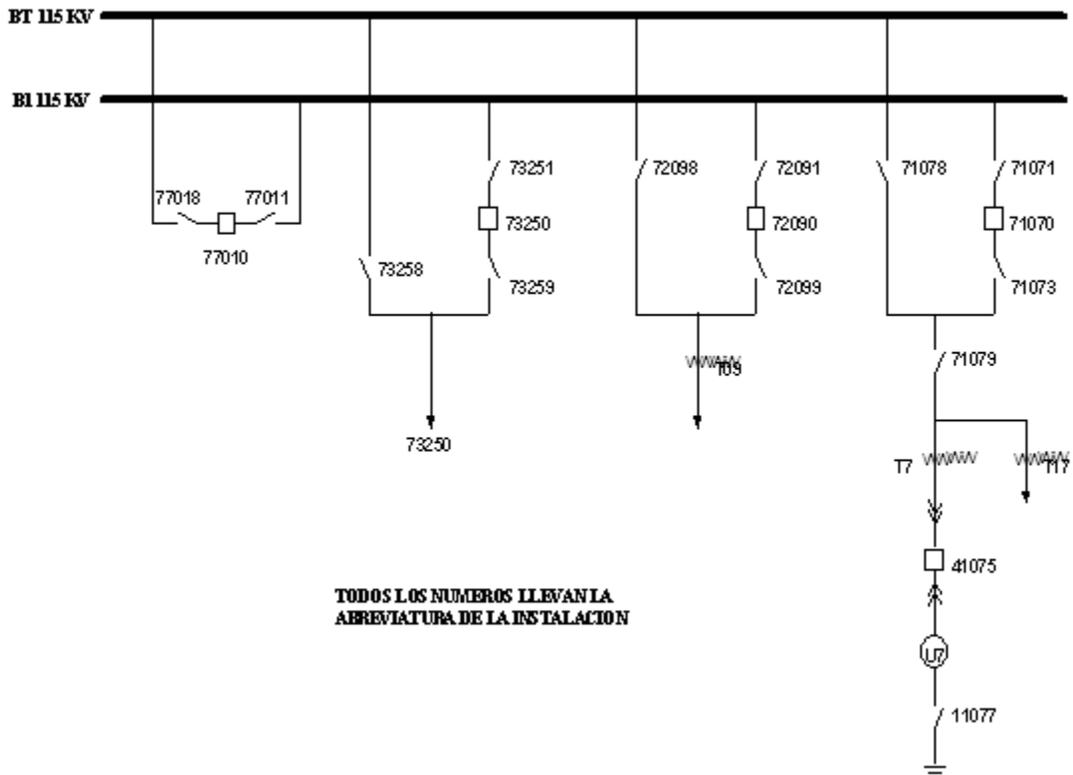 BT 115 KV
B1 115 KV
73251
72098
72091
71078
71071
77018
77011
73250
72090
71070
77010
73258
73259
72099
71073
T09
71079
73250
T7
T17
41075
TODOS LOS NUMEROS LLEVAN LA
ABREVIATURA DE LA INSTALACION
U7
11077